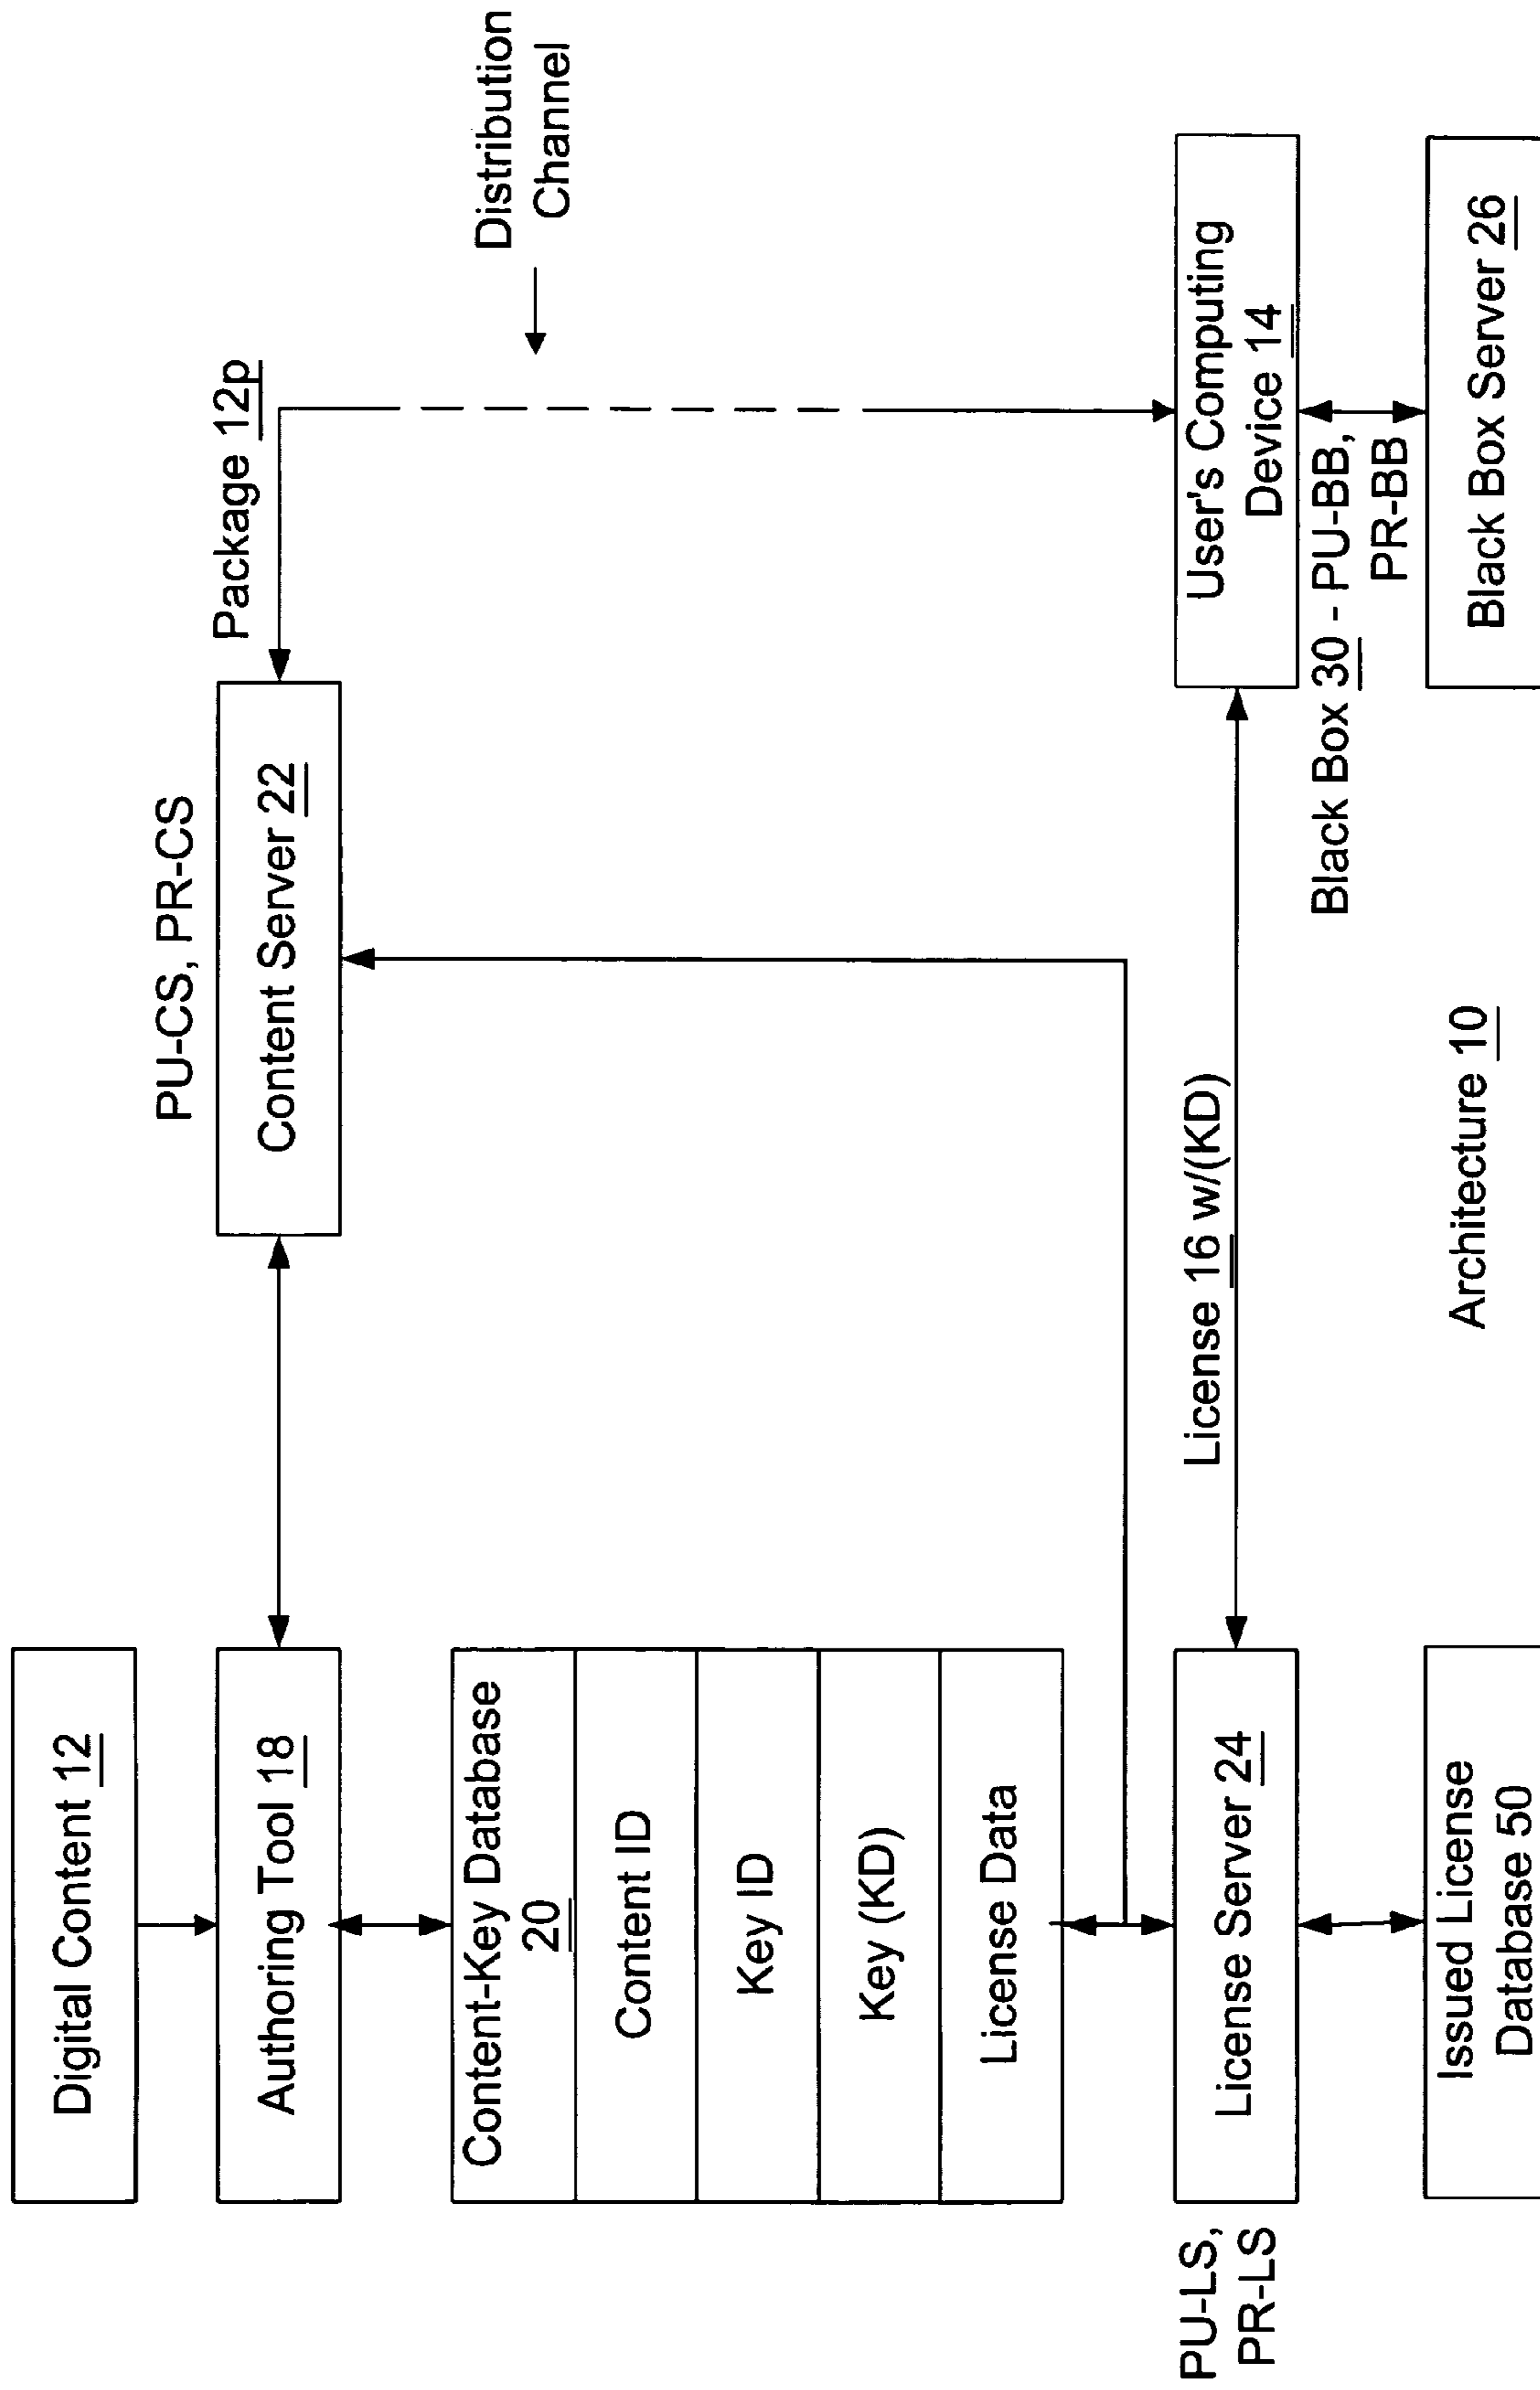 Digital Content 12
PU-CS, PR-CS
Package 12p
Authoring Tool 18
Content Server 22
Distribution
Channel
Content-Key Database
20
Content ID
Key ID
Key (KD)
License Data
PU-LS,
PR-LS
License Server 24
License 16 w/(KD)
User's Computing
Device 14
Black Box 30 - PU-BB,
PR-BB
Issued License
Database 50
Architecture 10
Black Box Server 26